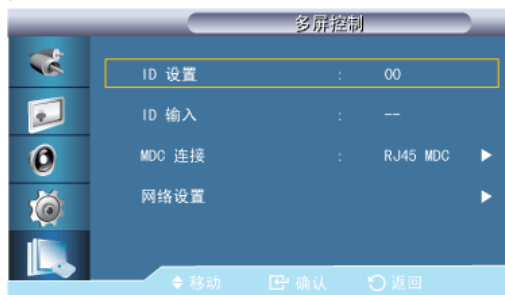 多屏控制
ID 设置 : 00
ID 输入 : --
MDC 连接 : RJ45 MDC
网络设置
移动 确认 返回